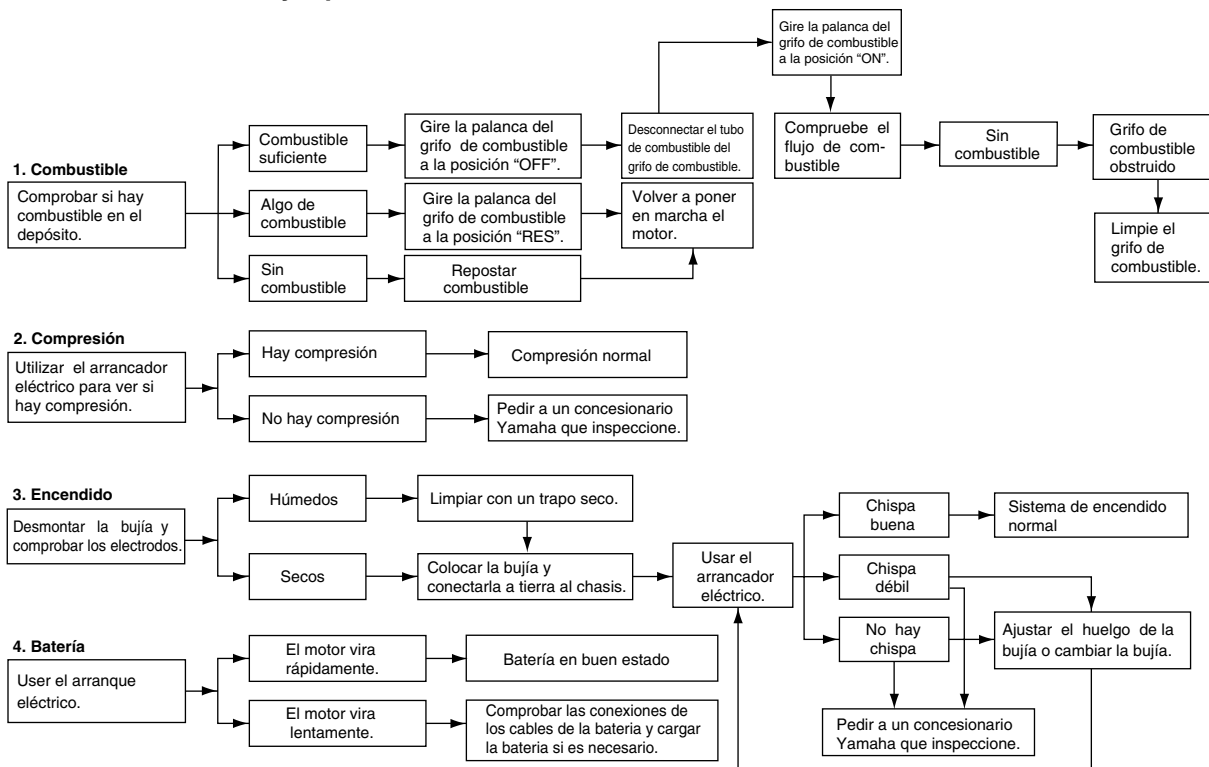 1. Combustible
Comprobar si hay
combustible en el
depósito.
Combustible
suficiente
Gire la palanca del
grifo de combustible
a la posición “OFF”.
Desconnectar el tubo
de combustible del
grifo de combustible.
Gire la palanca del
grifo de combustible
a la posición “ON”.
Compruebe el
flujo de com-
bustible
Sin
combustible
Grifo de
combustible
obstruido
Limpie el
grifo de
combustible.
Algo de
combustible
Gire la palanca del
grifo de combustible
a la posición “RES”.
Volver a poner
en marcha el
motor.
Sin
combustible
Repostar
combustible
2. Compresión
Utilizar el arrancador
eléctrico para ver si
hay compresión.
Hay compresión
Compresión normal
No hay compresión
Pedir a un concesionario
Yamaha que inspeccione.
3. Encendido
Desmontar la bujía y
comprobar los electrodos.
Húmedos
Limpiar con un trapo seco.
Secos
Colocar la bujía y
conectarla a tierra al chasis.
Usar el
arrancador
eléctrico.
Chispa
buena
Sistema de encendido
normal
Chispa
débil
No hay
chispa
Ajustar el huelgo de la
bujía o cambiar la bujía.
Pedir a un concesionario
Yamaha que inspeccione.
4. Batería
User el arranque
eléctrico.
El motor vira
rápidamente.
Batería en buen estado
El motor vira
lentamente.
Comprobar las conexiones de
los cables de la bateria y cargar
la bateria si es necesario.